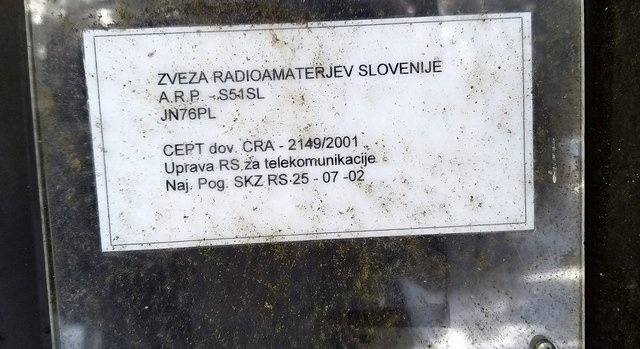 ZVEZA RADIOAMATERJEV SLOVENIJE
A.R.P. - S51SL
JN76PL
CEPT dov. CRA - 2149/2001
Uprava RS za telekomunikacije
Naj. Pog. SKZ RS 25 - 07 -02